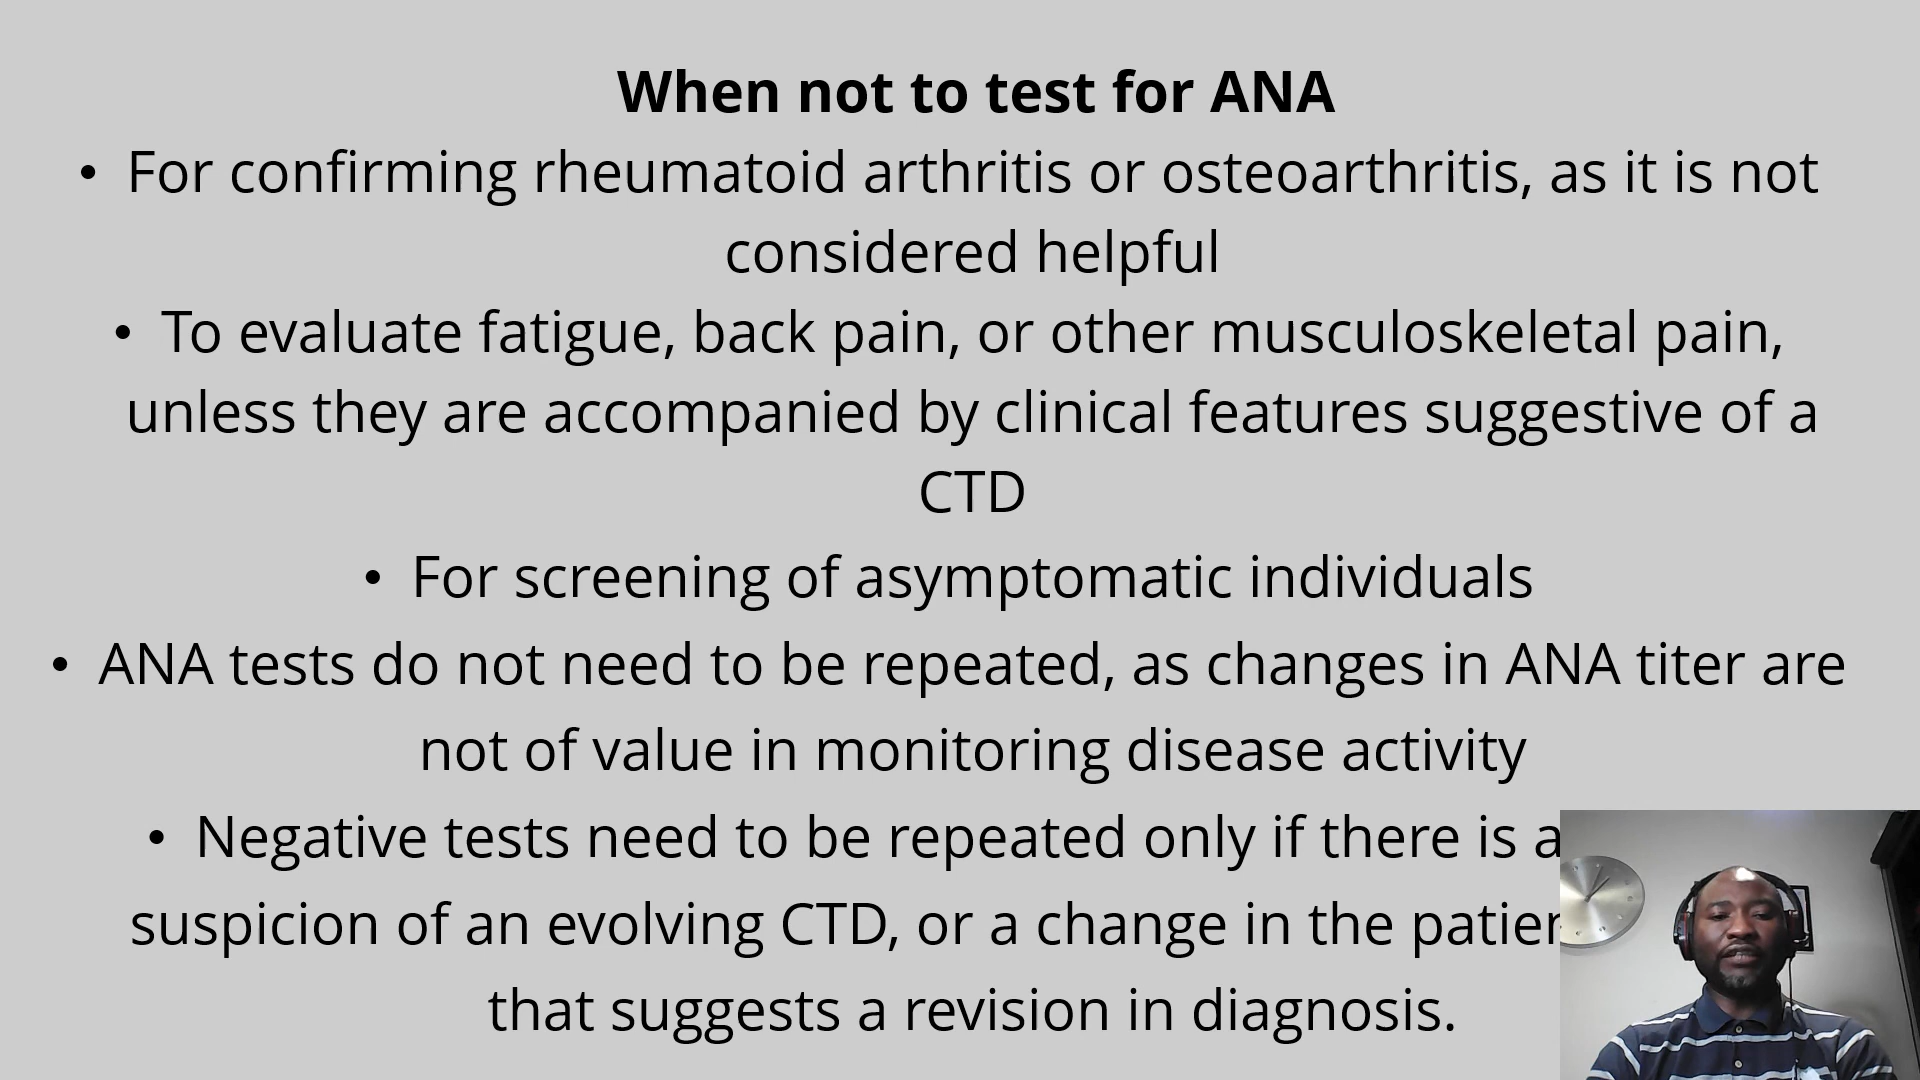 When not to test for ANA
• For confirming rheumatoid arthritis or osteoarthritis, as it is not
considered helpful
• To evaluate fatigue, back pain, or other musculoskeletal pain,
unless they are accompanied by clinical features suggestive of a
CTD
• For screening of asymptomatic individuals
• ANA tests do not need to be repeated, as changes in ANA titer are
not of value in monitoring disease activity
• Negative tests need to be repeated only if there is a
suspicion of an evolving CTD, or a change in the
that suggests a revision in diagnosis.